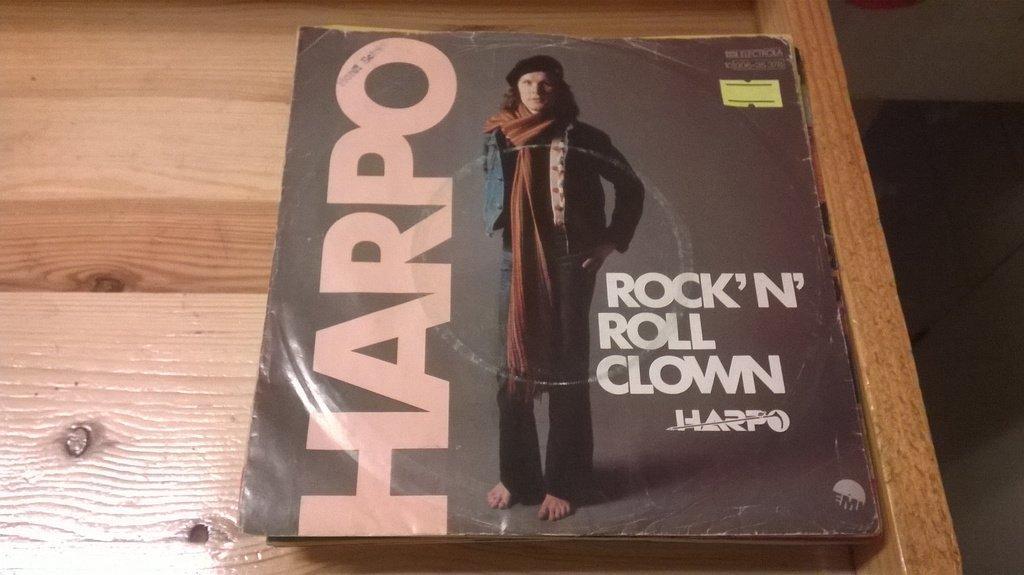 HARPO
EMI ELECTROLA
ROCK'N'
ROLL
CLOWN
HARPO
EMI